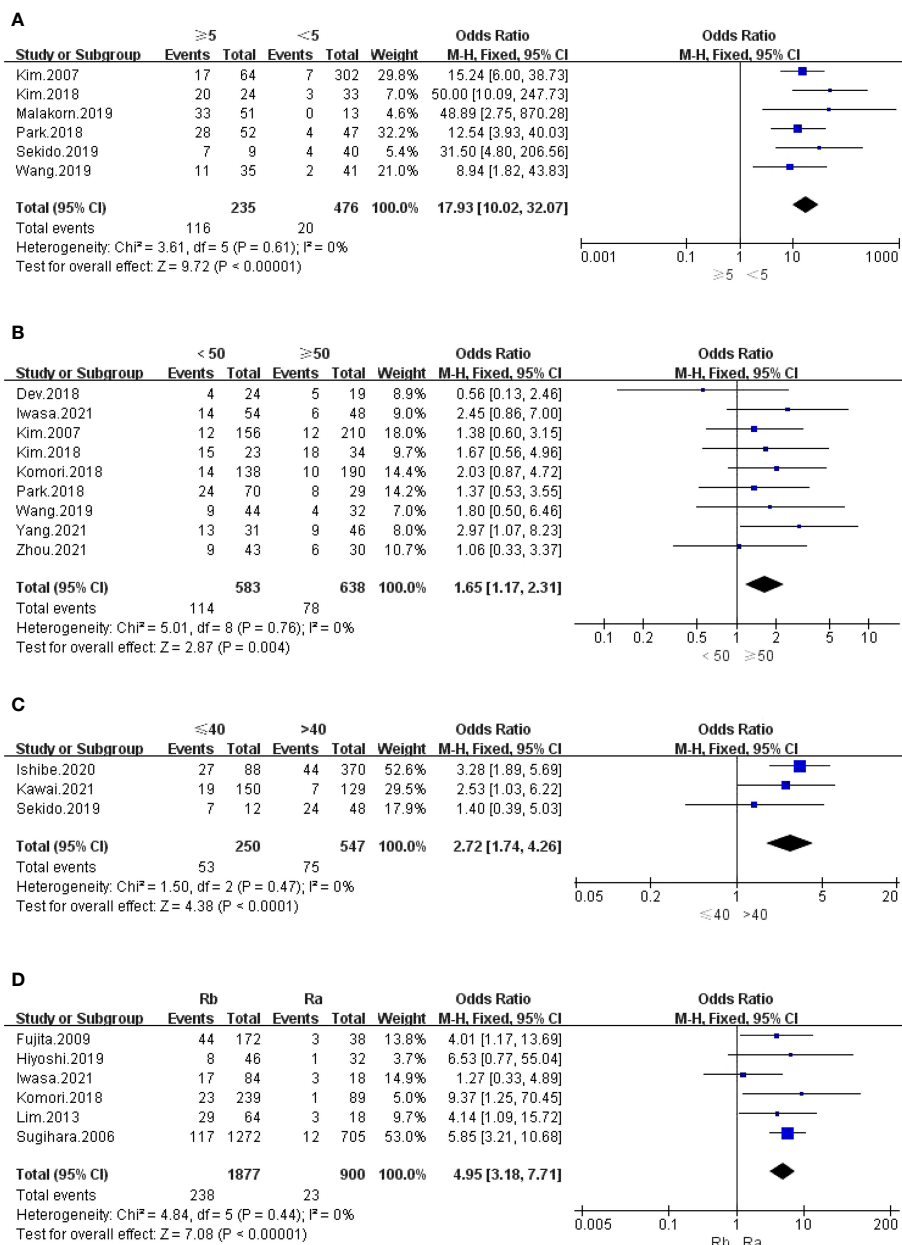 A
≥5 <5 Odds Ratio Odds Ratio
Study or Subgroup Events Total Events Total Weight M-H, Fixed, 95% CI M-H, Fixed, 95% CI
Kim.2007 17 64 7 302 29.8% 15.24 [6.00, 38.73]
Kim.2018 20 24 3 33 7.0% 50.00 [10.09, 247.73]
Malakorn.2019 33 51 0 13 4.6% 48.89 [2.75, 870.28]
Park.2018 28 52 4 47 32.2% 12.54 [3.93, 40.03]
Sekido.2019 7 9 4 40 5.4% 31.50 [4.80, 206.56]
Wang.2019 11 35 2 41 21.0% 8.94 [1.82, 43.83]
Total (95% CI) 235 476 100.0% 17.93 [10.02, 32.07]
Total events 116 20
Heterogeneity: Chi² = 3.61, df = 5 (P = 0.61); I² = 0%
Test for overall effect: Z = 9.72 (P < 0.00001)
0.001 0.1 1 10 1000
≥5 <5
B
< 50 ≥50 Odds Ratio Odds Ratio
Study or Subgroup Events Total Events Total Weight M-H, Fixed, 95% CI M-H, Fixed, 95% CI
Dev.2018 4 24 5 19 8.9% 0.56 [0.13, 2.46]
Iwasa.2021 14 54 6 48 9.0% 2.45 [0.86, 7.00]
Kim.2007 12 156 12 210 18.0% 1.38 [0.60, 3.15]
Kim.2018 15 23 18 34 9.7% 1.67 [0.56, 4.96]
Komori.2018 14 138 10 190 14.4% 2.03 [0.87, 4.72]
Park.2018 24 70 8 29 14.2% 1.37 [0.53, 3.55]
Wang.2019 9 44 4 32 7.0% 1.80 [0.50, 6.46]
Yang.2021 13 31 9 46 8.0% 2.97 [1.07, 8.23]
Zhou.2021 9 43 6 30 10.7% 1.06 [0.33, 3.37]
Total (95% CI) 583 638 100.0% 1.65 [1.17, 2.31]
Total events 114 78
Heterogeneity: Chi² = 5.01, df = 8 (P = 0.76); I² = 0%
Test for overall effect: Z = 2.87 (P = 0.004)
0.1 0.2 0.5 1 2 5 10
< 50 ≥50
C
≤40 >40 Odds Ratio Odds Ratio
Study or Subgroup Events Total Events Total Weight M-H, Fixed, 95% CI M-H, Fixed, 95% CI
Ishibe.2020 27 88 44 370 52.6% 3.28 [1.89, 5.69]
Kawai.2021 19 150 7 129 29.5% 2.53 [1.03, 6.22]
Sekido.2019 7 12 24 48 17.9% 1.40 [0.39, 5.03]
Total (95% CI) 250 547 100.0% 2.72 [1.74, 4.26]
Total events 53 75
Heterogeneity: Chi² = 1.50, df = 2 (P = 0.47); I² = 0%
Test for overall effect: Z = 4.38 (P < 0.0001)
0.05 0.2 1 5 20
≤40 >40
D
Rb Ra Odds Ratio Odds Ratio
Study or Subgroup Events Total Events Total Weight M-H, Fixed, 95% CI M-H, Fixed, 95% CI
Fujita.2009 44 172 3 38 13.8% 4.01 [1.17, 13.69]
Hiyoshi.2019 8 46 1 32 3.7% 6.53 [0.77, 55.04]
Iwasa.2021 17 84 3 18 14.9% 1.27 [0.33, 4.89]
Komori.2018 23 239 1 89 5.0% 9.37 [1.25, 70.45]
Lim.2013 29 64 3 18 9.7% 4.14 [1.09, 15.72]
Sugihara.2006 117 1272 12 705 53.0% 5.85 [3.21, 10.68]
Total (95% CI) 1877 900 100.0% 4.95 [3.18, 7.71]
Total events 238 23
Heterogeneity: Chi² = 4.84, df = 5 (P = 0.44); I² = 0%
Test for overall effect: Z = 7.08 (P < 0.00001)
0.005 0.1 1 10 200
Rb Ra